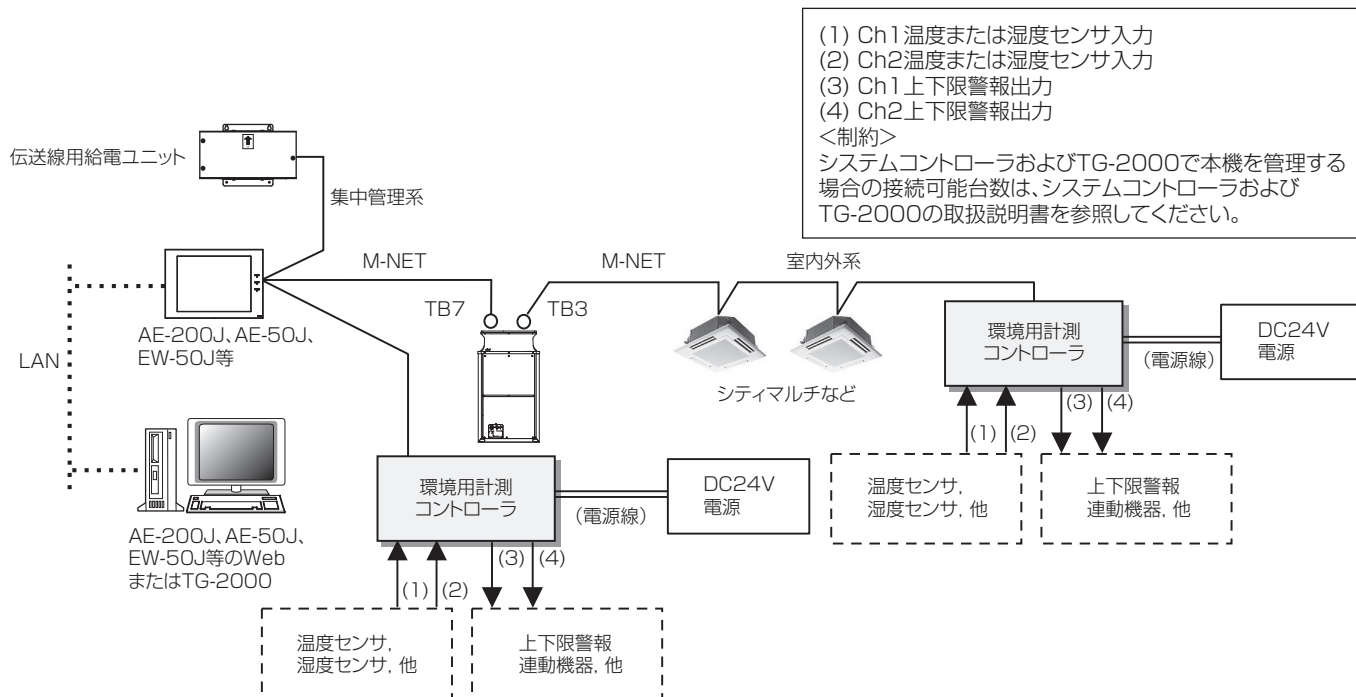 (1) Ch1温度または湿度センサ入力
(2) Ch2温度または湿度センサ入力
(3) Ch1上下限警報出力
(4) Ch2上下限警報出力
<制約>
システムコントローラおよびTG-2000で本機を管理する
場合の接続可能台数は、システムコントローラおよび
TG-2000の取扱説明書を参照してください。
伝送線用給電ユニット
集中管理系
M-NET
M-NET
室内外系
TB7
TB3
AE-200J、AE-50J、
EW-50J等
LAN
シティマルチなど
環境用計測
コントローラ
(電源線)
DC24V
電源
(1)
(2)
(3)
(4)
温度センサ,
湿度センサ, 他
上下限警報
連動機器, 他
環境用計測
コントローラ
(電源線)
DC24V
電源
AE-200J、AE-50J、
EW-50J等のWeb
またはTG-2000
(1)
(2)
(3)
(4)
温度センサ,
湿度センサ, 他
上下限警報
連動機器, 他